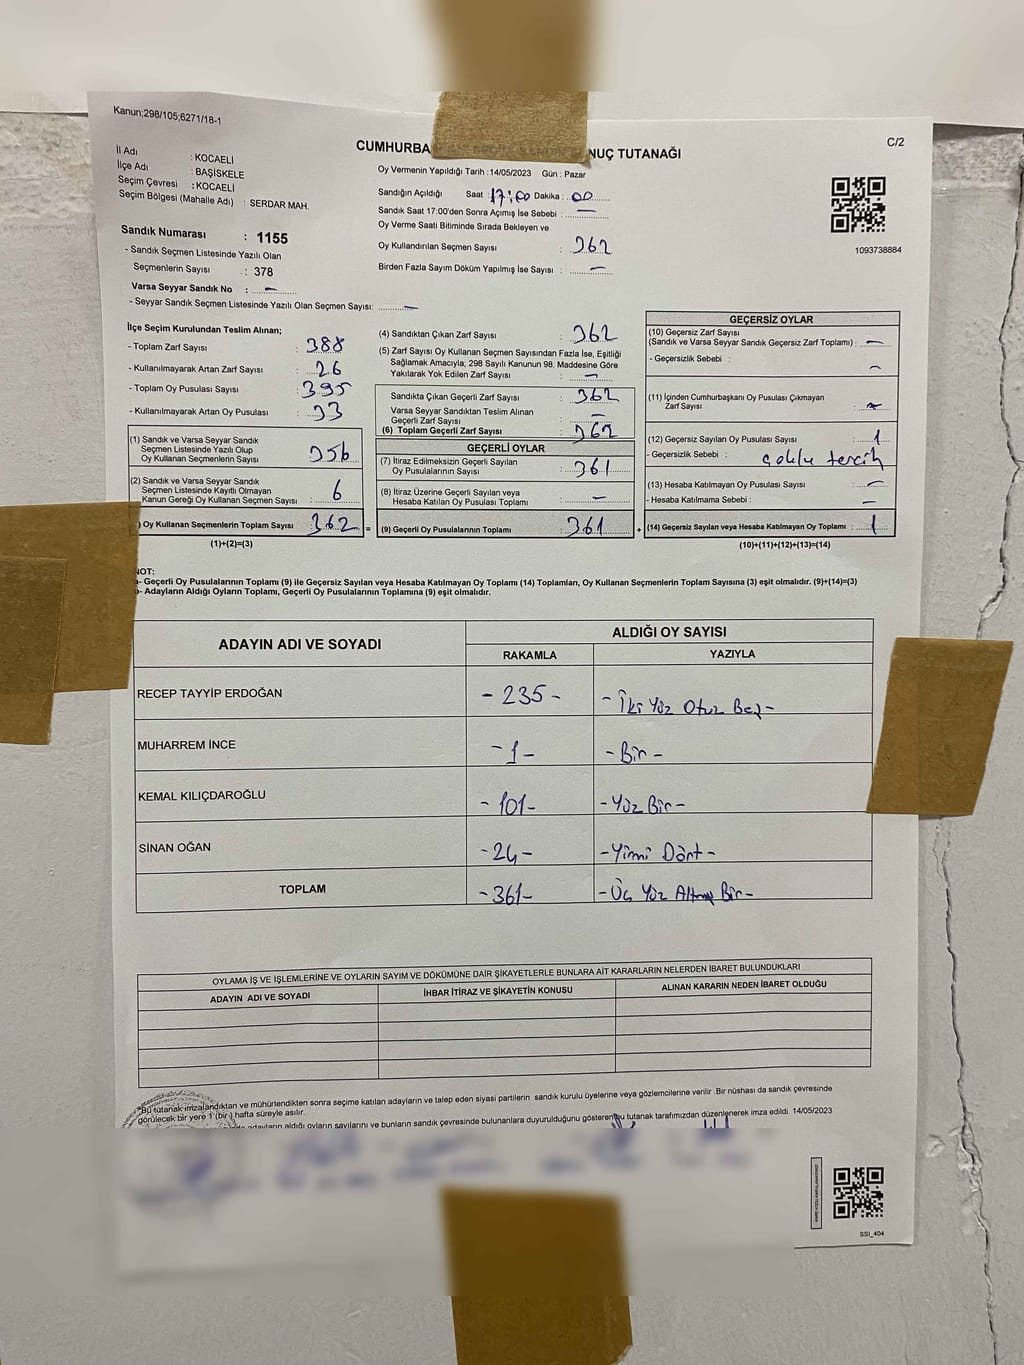 Kanun;298/105;6271/18-1
C/2
CUMHURBA NUÇ TUTANAĞI
İl Adı : KOCAELİ
İlçe Adı : BAŞİSKELE
Seçim Çevresi : KOCAELİ
Seçim Bölgesi (Mahalle Adı) : SERDAR MAH.
Sandık Numarası : 1155
- Sandık Seçmen Listesinde Yazılı Olan
Seçmenlerin Sayısı : 378
Varsa Seyyar Sandık No : -
- Seyyar Sandık Seçmen Listesinde Yazılı Olan Seçmen Sayısı: -
Oy Vermenin Yapıldığı Tarih :14/05/2023 Gün : Pazar
Sandığın Açıldığı Saat : 17:00 Dakika : 00
Sandık Saat 17:00'den Sonra Açımış İse Sebebi : -
Oy Verme Saati Bitiminde Sırada Bekleyen ve
Oy Kullandırılan Seçmen Sayısı : 362
Birden Fazla Sayım Döküm Yapılmış İse Sayısı : -
1093738884
İlçe Seçim Kurulundan Teslim Alınan;
- Toplam Zarf Sayısı : 388
- Kullanılmayarak Artan Zarf Sayısı : 26
- Toplam Oy Pusulası Sayısı : 395
- Kullanılmayarak Artan Oy Pusulası : 33
(1) Sandık ve Varsa Seyyar Sandık
Seçmen Listesinde Yazılı Olup
Oy Kullanan Seçmenlerin Sayısı : 356
(2) Sandık ve Varsa Seyyar Sandık
Seçmen Listesinde Kayıtlı Olmayan
Kanun Gereği Oy Kullanan Seçmen Sayısı : 6
) Oy Kullanan Seçmenlerin Toplam Sayısı : 362 =
(1)+(2)=(3)
(4) Sandıktan Çıkan Zarf Sayısı : 362
(5) Zarf Sayısı Oy Kullanan Seçmen Sayısından Fazla İse, Eşitliği
Sağlamak Amacıyla; 298 Sayılı Kanunun 98. Maddesine Göre
Yakılarak Yok Edilen Zarf Sayısı : -
Sandıkta Çıkan Geçerli Zarf Sayısı : 362
Varsa Seyyar Sandıktan Teslim Alınan
Geçerli Zarf Sayısı : -
(6) Toplam Geçerli Zarf Sayısı : 362
GEÇERLİ OYLAR
(7) İtiraz Edilmeksizin Geçerli Sayılan
Oy Pusulalarının Sayısı : 361
(8) İtiraz Üzerine Geçerli Sayılan veya
Hesaba Katılan Oy Pusulası Toplamı : -
(9) Geçerli Oy Pusulalarının Toplamı : 361 +
GEÇERSİZ OYLAR
(10) Geçersiz Zarf Sayısı
(Sandık ve Varsa Seyyar Sandık Geçersiz Zarf Toplamı) : -
- Geçersizlik Sebebi : -
(11) İçinden Cumhurbaşkanı Oy Pusulası Çıkmayan
Zarf Sayısı : -
(12) Geçersiz Sayılan Oy Pusulası Sayısı : 1
- Geçersizlik Sebebi : çoklu tercih
(13) Hesaba Katılmayan Oy Pusulası Sayısı : -
- Hesaba Katılmama Sebebi : -
(14) Geçersiz Sayılan veya Hesaba Katılmayan Oy Toplamı : 1
(10)+(11)+(12)+(13)=(14)
NOT:
a- Geçerli Oy Pusulalarının Toplamı (9) ile Geçersiz Sayılan veya Hesaba Katılmayan Oy Toplamı (14) Toplamları, Oy Kullanan Seçmenlerin Toplam Sayısına (3) eşit olmalıdır. (9)+(14)=(3)
b- Adayların Aldığı Oyların Toplamı, Geçerli Oy Pusulalarının Toplamına (9) eşit olmalıdır.
ADAYIN ADI VE SOYADI ALDIĞI OY SAYISI
RAKAMLA YAZIYLA
RECEP TAYYİP ERDOĞAN - 235 - - İki Yüz Otuz Beş -
MUHARREM İNCE - 1 - - Bir -
KEMAL KILIÇDAROĞLU - 101 - - Yüz Bir -
SİNAN OĞAN - 24 - - Yirmi Dört -
TOPLAM - 361 - - Üç Yüz Altmış Bir -
OYLAMA İŞ VE İŞLEMLERİNE VE OYLARIN SAYIM VE DÖKÜMÜNE DAİR ŞİKAYETLERLE BUNLARA AİT KARARLARIN NELERDEN İBARET BULUNDUKLARI
ADAYIN ADI VE SOYADI İHBAR İTİRAZ VE ŞİKAYETİN KONUSU ALINAN KARARIN NEDEN İBARET OLDUĞU
*Bu tutanak imzalandıktan ve mühürlendikten sonra seçime katılan adayların ve talep eden siyasi partilerin sandık kurulu üyelerine veya gözlemcilerine verilir. Bir nüshası da sandık çevresinde
görülecek bir yere 1 (bir) hafta süreyle asılır.
adayların aldığı oyların sayılarını ve bunların sandık çevresinde bulunanlara duyurulduğunu gösteren bu tutanak tarafımızdan düzenlenerek imza edildi. 14/05/2023
SSI_404